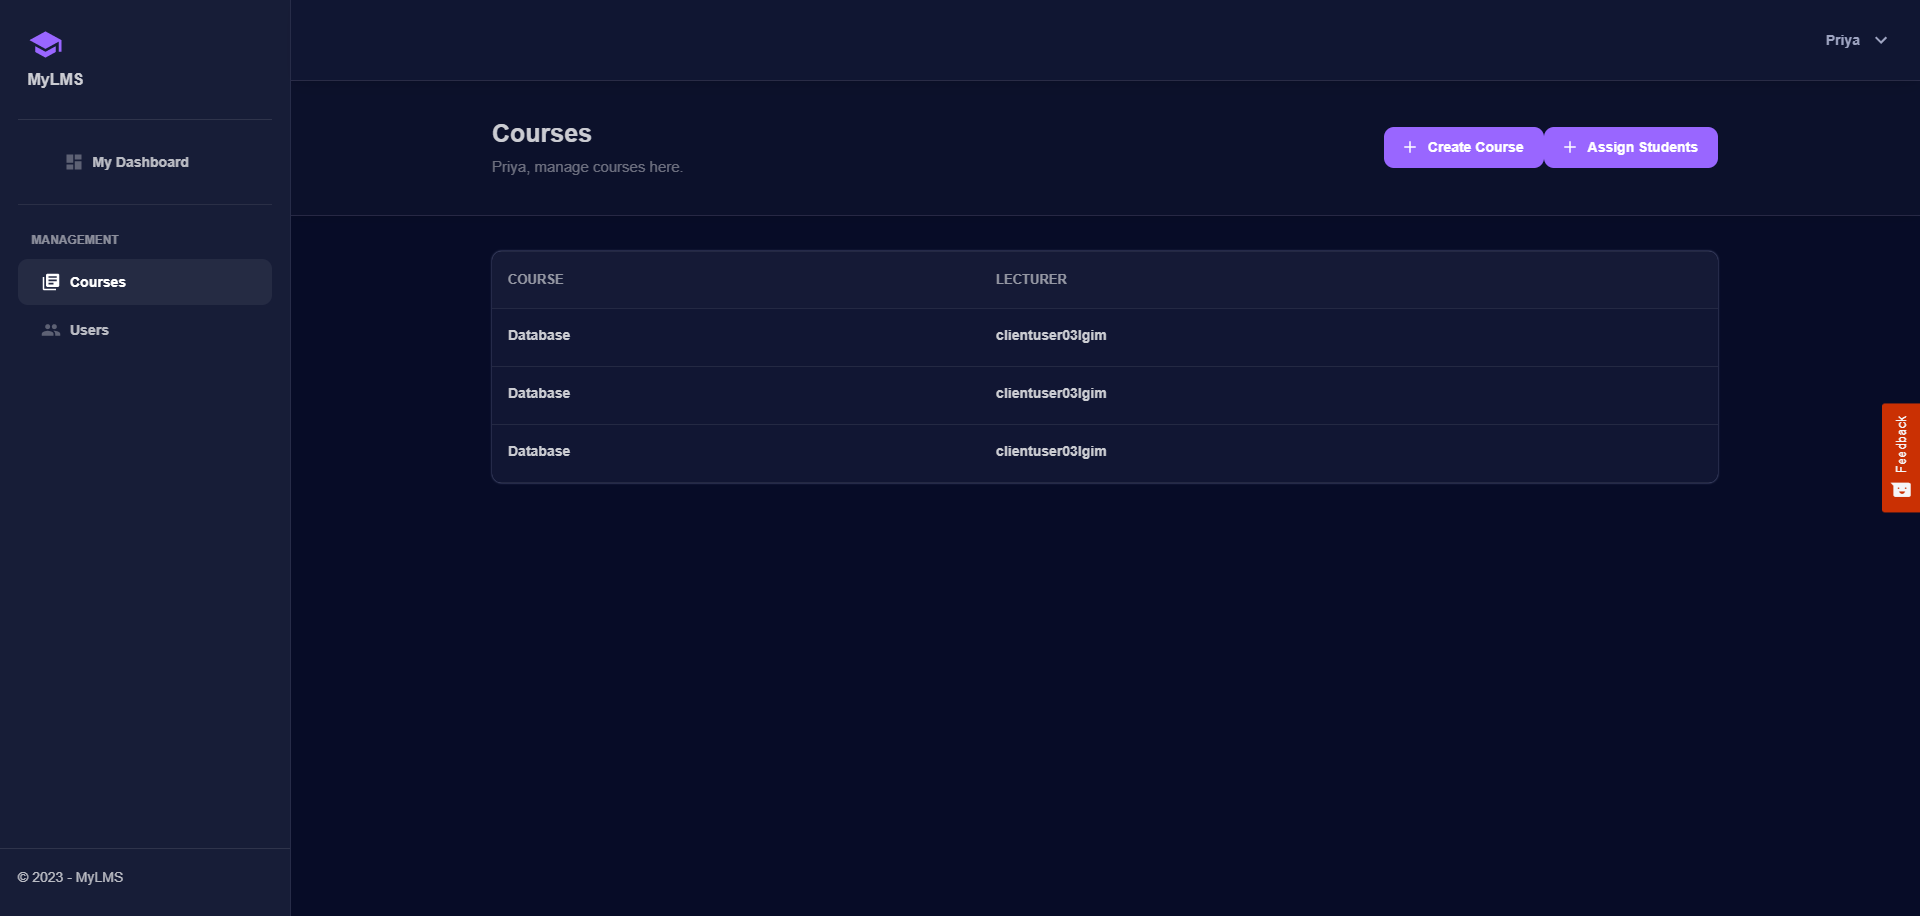 MyLMS
My Dashboard
MANAGEMENT
Courses
Users
© 2023 - MyLMS
Priya
Courses
Priya, manage courses here.
Create Course
Assign Students
COURSE LECTURER
Database clientuser03lgim
Database clientuser03lgim
Database clientuser03lgim
Feedback